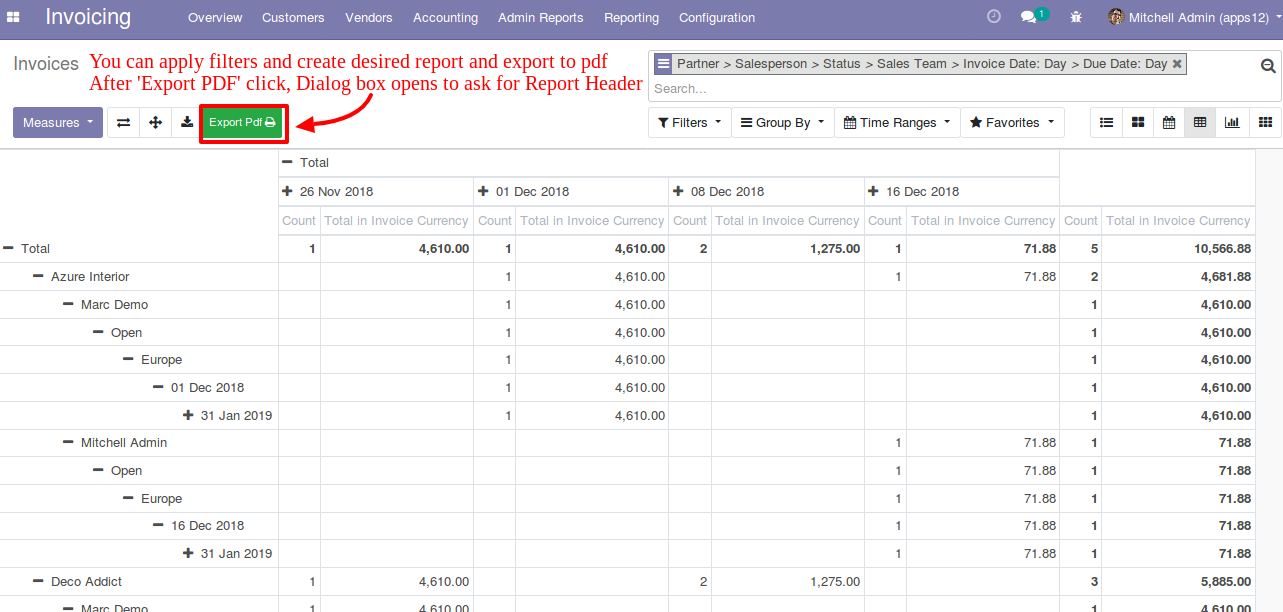 Invoicing Overview Customers Vendors Accounting Admin Reports Reporting Configuration 1 Mitchell Admin (apps12)
Invoices You can apply filters and create desired report and export to pdf
After 'Export PDF' click, Dialog box opens to ask for Report Header
Partner > Salesperson > Status > Sales Team > Invoice Date: Day > Due Date: Day
Search...
Measures Export Pdf Filters Group By Time Ranges Favorites
Total
26 Nov 2018 01 Dec 2018 08 Dec 2018 16 Dec 2018
Count Total in Invoice Currency Count Total in Invoice Currency Count Total in Invoice Currency Count Total in Invoice Currency Count Total in Invoice Currency
Total 1 4,610.00 1 4,610.00 2 1,275.00 1 71.88 5 10,566.88
Azure Interior 1 4,610.00 1 71.88 2 4,681.88
Marc Demo 1 4,610.00 1 4,610.00
Open 1 4,610.00 1 4,610.00
Europe 1 4,610.00 1 4,610.00
01 Dec 2018 1 4,610.00 1 4,610.00
31 Jan 2019 1 4,610.00 1 4,610.00
Mitchell Admin 1 71.88 1 71.88
Open 1 71.88 1 71.88
Europe 1 71.88 1 71.88
16 Dec 2018 1 71.88 1 71.88
31 Jan 2019 1 71.88 1 71.88
Deco Addict 1 4,610.00 2 1,275.00 3 5,885.00
Marc Demo 1 4,610.00 1 4,610.00